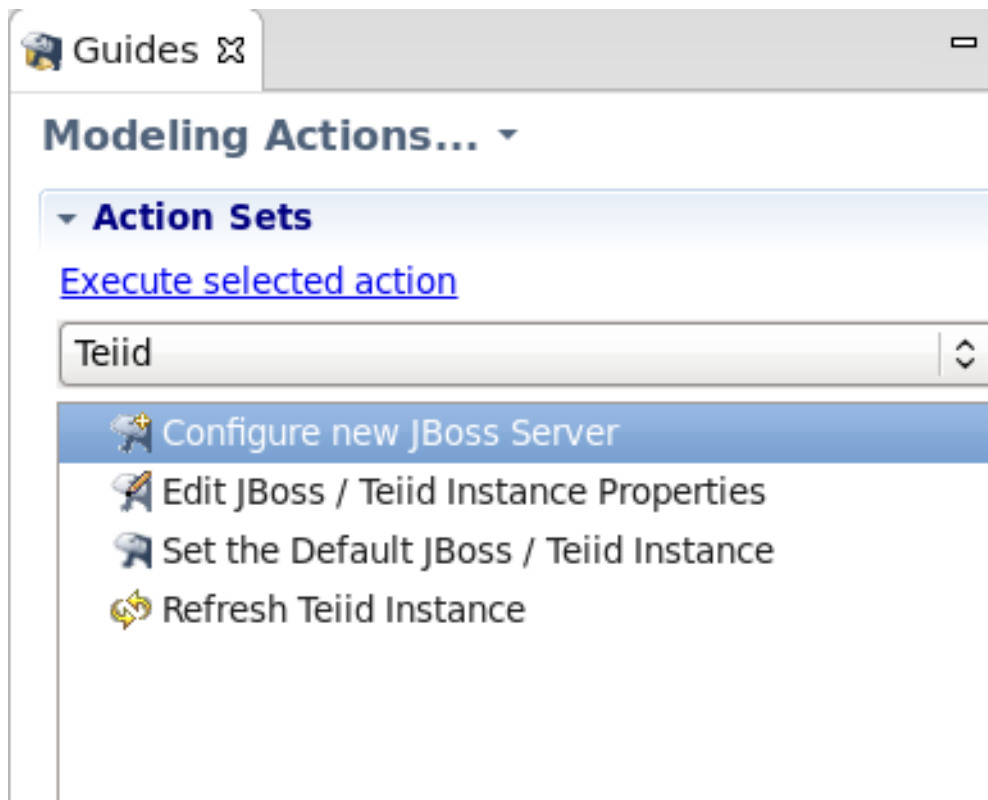 Guides
Modeling Actions...
Action Sets
Execute selected action
Teiid
Configure new JBoss Server
Edit JBoss / Teiid Instance Properties
Set the Default JBoss / Teiid Instance
Refresh Teiid Instance